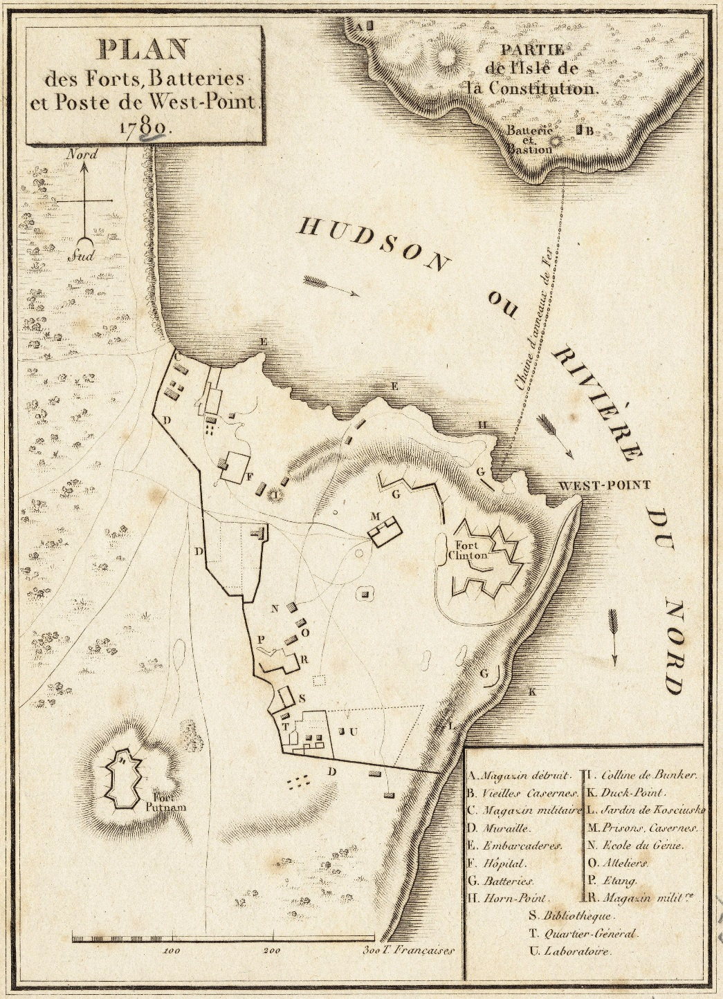 PLAN
des Forts, Batteries
et Poste de West-Point.
1780.
Nord
Sud
A
PARTIE
de l'Isle de
la Constitution.
Batterie
et
Bastion
B
HUDSON
OU
RIVIÈRE
DU
NORD
Chaine d'anneaux de Fer
E
C
E
D
H
F
I
G
G
WEST-POINT
M
Fort
Clinton
D
N
O
P
R
G
K
S
T
U
L
D
Fort
Putnam
A. Magazin détruit.
B. Vieilles Casernes.
C. Magazin militaire
D. Muraille.
E. Embarcaderes.
F. Hôpital.
G. Batteries.
H. Horn-Point.
I. Colline de Bunker.
K. Duck-Point.
L. Jardin de Kosciusko
M. Prisons, Casernes.
N. Ecole du Génie.
O. Atteliers.
P. Etang.
R. Magazin milit.re
S. Bibliothèque.
T. Quartier-Général.
U. Laboratoire.
100 200 300 T. Françaises